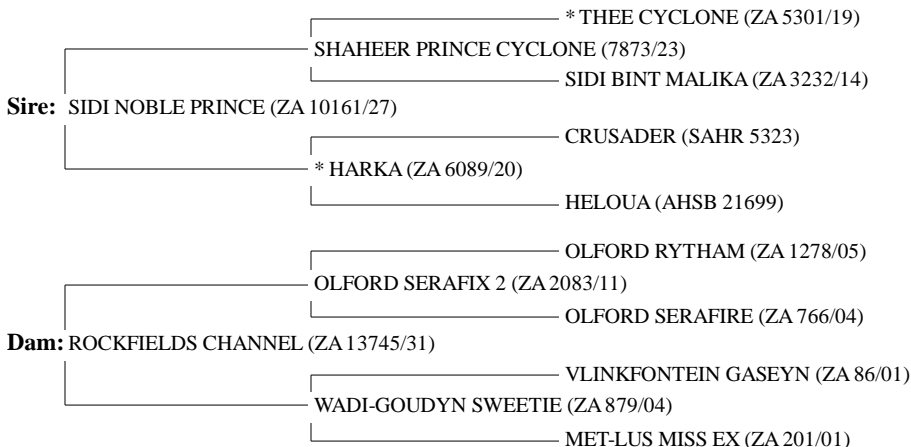 * THEE CYCLONE (ZA 5301/19)
SHAHEER PRINCE CYCLONE (7873/23)
SIDI BINT MALIKA (ZA 3232/14)
Sire: SIDI NOBLE PRINCE (ZA 10161/27)
CRUSADER (SAHR 5323)
* HARKA (ZA 6089/20)
HELOUA (AHSB 21699)
OLFORD RYTHAM (ZA 1278/05)
OLFORD SERAFIX 2 (ZA 2083/11)
OLFORD SERAFIRE (ZA 766/04)
Dam: ROCKFIELDS CHANNEL (ZA 13745/31)
VLINKFONTEIN GASEYN (ZA 86/01)
WADI-GOUDYN SWEETIE (ZA 879/04)
MET-LUS MISS EX (ZA 201/01)